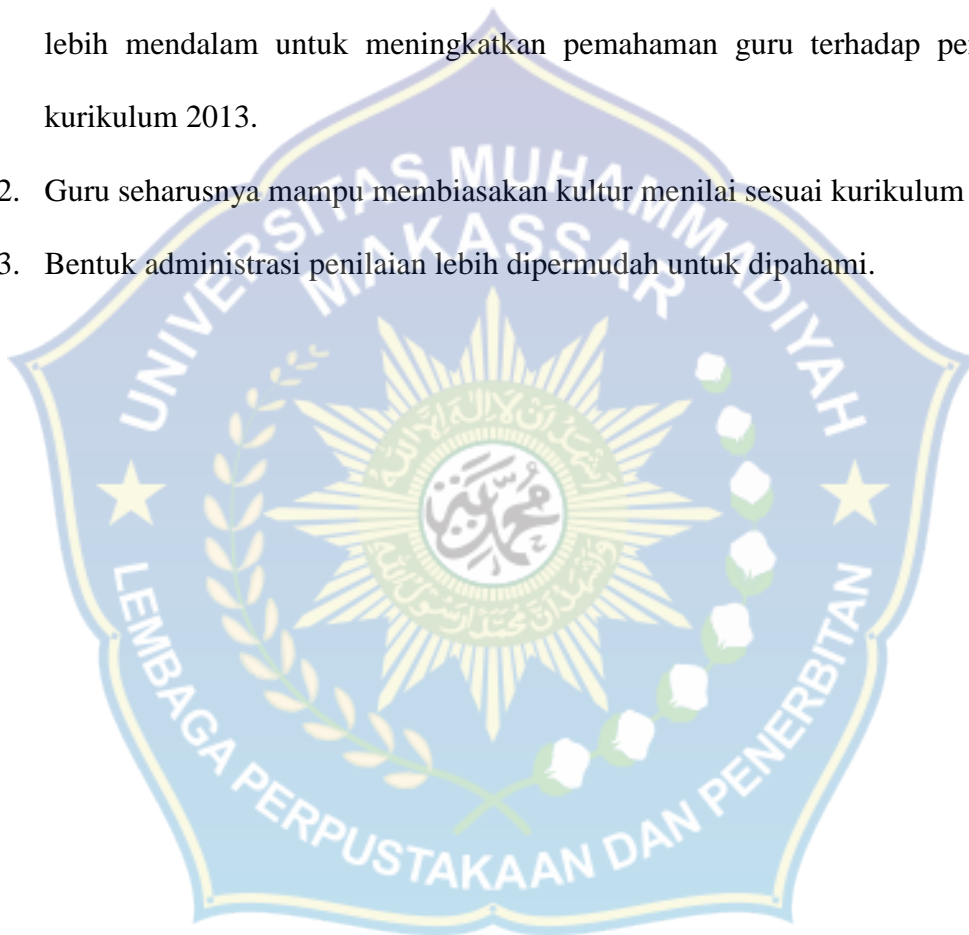 lebih mendalam untuk meningkatkan pemahaman guru terhadap
kurikulum 2013.
2. Guru seharusnya mampu membiasakan kultur menilai sesuai kurikulum
3. Bentuk administrasi penilaian lebih dipermudah untuk dipahami.
UNIVERSITAS MUHAMMADIYAH
MAKASSAR
LEMBAGA PERPUSTAKAAN DAN PENERBITAN